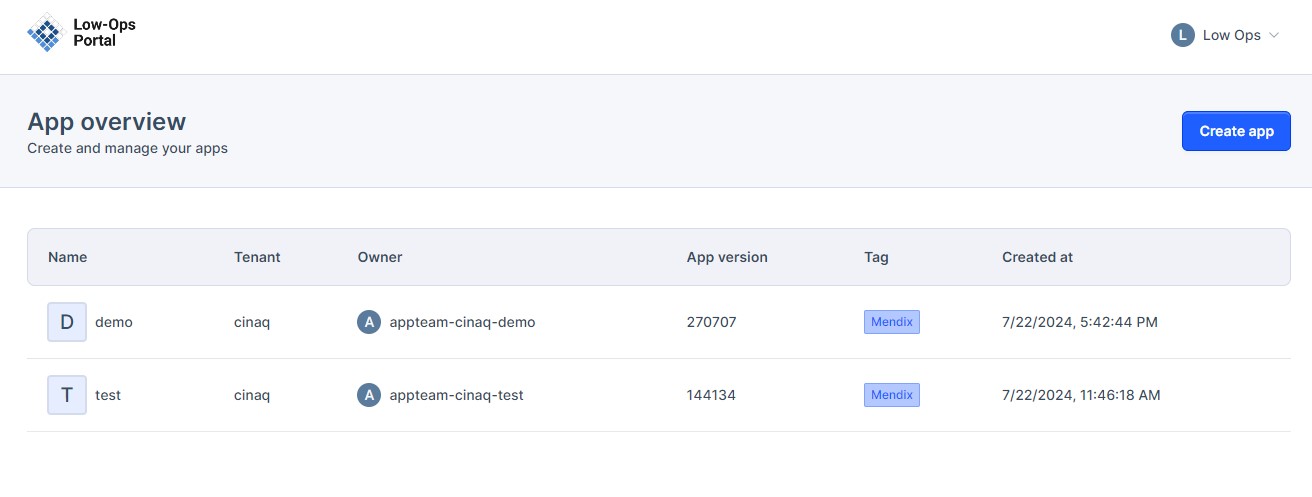 Low-Ops
Portal
L Low Ops
App overview
Create and manage your apps
Create app
Name Tenant Owner App version Tag Created at
D demo cinaq A appteam-cinaq-demo 270707 Mendix 7/22/2024, 5:42:44 PM
T test cinaq A appteam-cinaq-test 144134 Mendix 7/22/2024, 11:46:18 AM